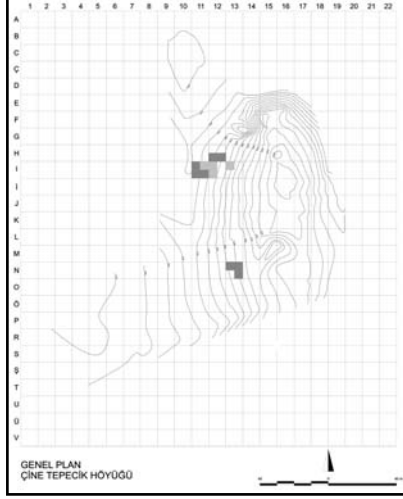 1 2 3 4 5 6 7 8 9 10 11 12 13 14 15 16 17 18 19 20 21 22
A
B
C
Ç
D
E
F
G
H
I
İ
J
K
L
M
N
O
Ö
P
R
S
Ş
T
U
Ü
V
GENEL PLAN
ÇİNE TEPECİK HÖYÜĞÜ